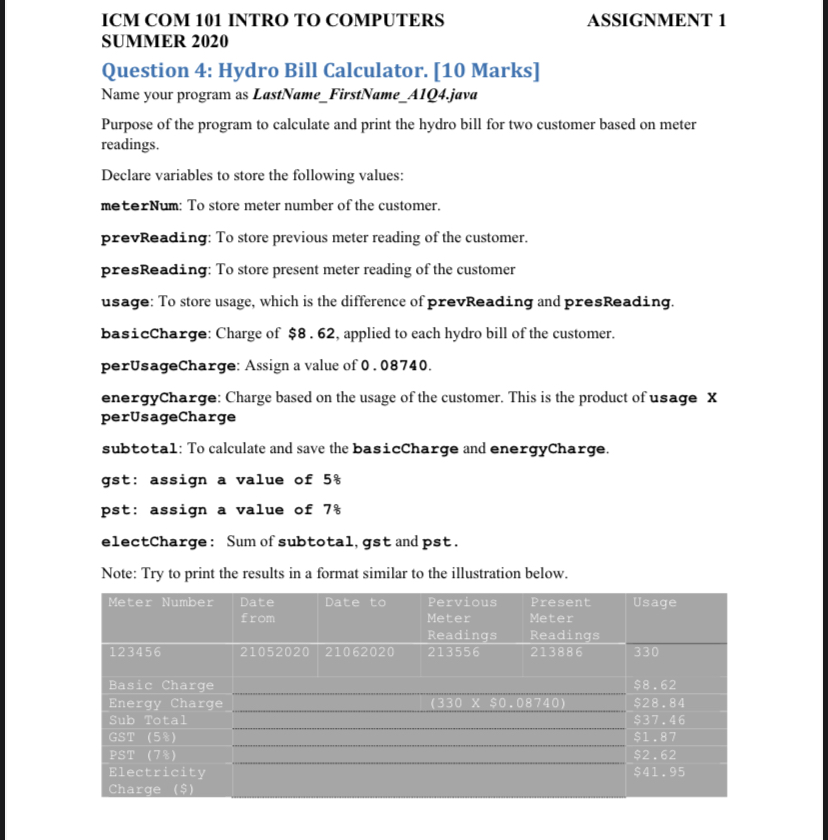 ICM COM 101 INTRO TO COMPUTERS ASSIGNMENT 1
SUMMER 2020
Question 4: Hydro Bill Calculator. [10 Marks]
Name your program as LastName_FirstName_A1Q4.java
Purpose of the program to calculate and print the hydro bill for two customer based on meter
readings.
Declare variables to store the following values:
meterNum: To store meter number of the customer.
prevReading: To store previous meter reading of the customer.
presReading: To store present meter reading of the customer
usage: To store usage, which is the difference of prevReading and presReading.
basicCharge: Charge of $8.62, applied to each hydro bill of the customer.
perUsageCharge: Assign a value of 0.08740.
energyCharge: Charge based on the usage of the customer. This is the product of usage X
perUsageCharge
subtotal: To calculate and save the basicCharge and energyCharge.
gst: assign a value of 5%
pst: assign a value of 7%
electCharge: Sum of subtotal, gst and pst.
Note: Try to print the results in a format similar to the illustration below.
Meter Number Date Date to Pervious Present Usage
from Meter Meter
Readings Readings
123456 21052020 21062020 213556 213886 330
Basic Charge $8.62
Energy Charge (330 X $0.08740) $28.84
Sub Total $37.46
GST (5%) $1.87
PST (7%) $2.62
Electricity $41.95
Charge ($)